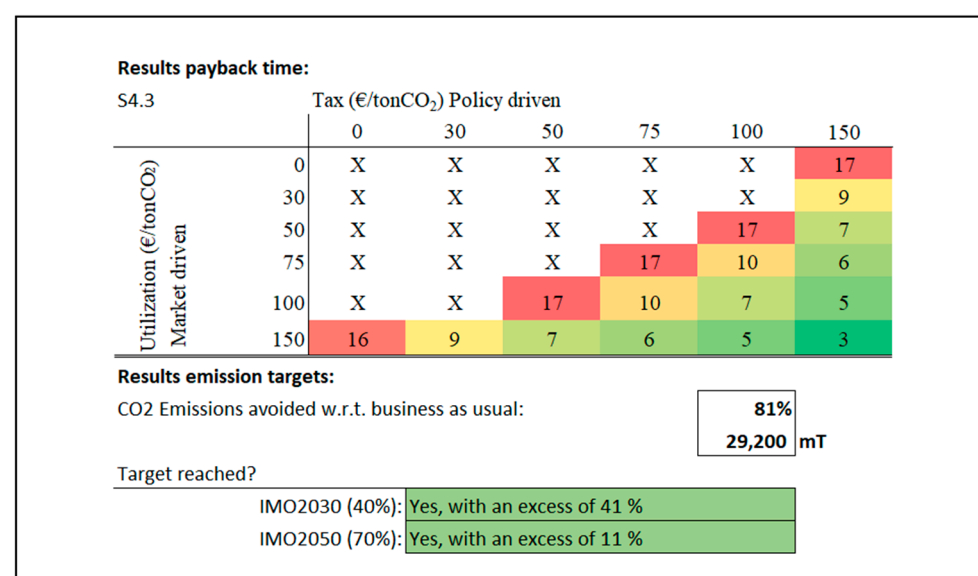 Results payback time:
S4.3 Tax (€/tonCO₂) Policy driven
0 30 50 75 100 150
Utilization (€/tonCO₂)
Market driven
0 X X X X X 17
30 X X X X X 9
50 X X X X 17 7
75 X X X 17 10 6
100 X X 17 10 7 5
150 16 9 7 6 5 3
Results emission targets:
CO2 Emissions avoided w.r.t. business as usual: 81%
29,200 mT
Target reached?
IMO2030 (40%): Yes, with an excess of 41 %
IMO2050 (70%): Yes, with an excess of 11 %